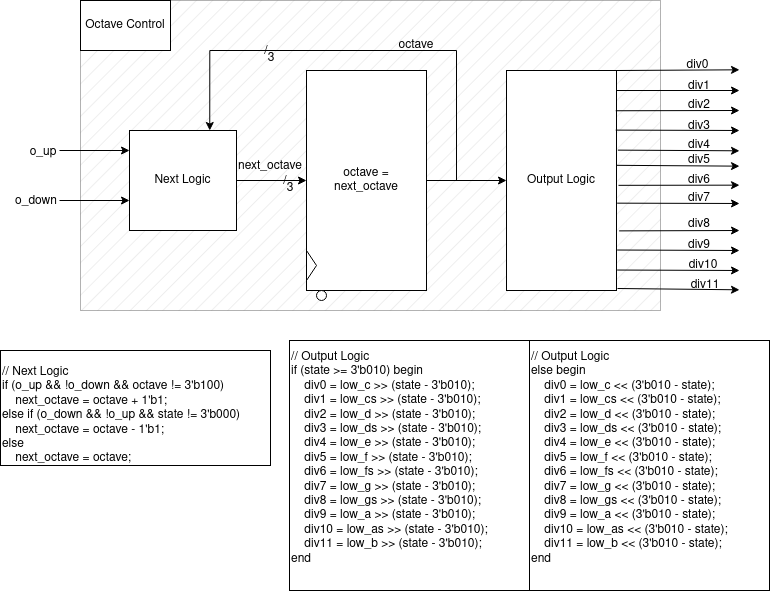 Octave Control
octave
3
o_up
o_down
Next Logic
next_octave
3
octave =
next_octave
Output Logic
div0
div1
div2
div3
div4
div5
div6
div7
div8
div9
div10
div11
// Next Logic
if (o_up && !o_down && octave != 3'b100)
next_octave = octave + 1'b1;
else if (o_down && !o_up && state != 3'b000)
next_octave = octave - 1'b1;
else
next_octave = octave;
// Output Logic
if (state >= 3'b010) begin
div0 = low_c >> (state - 3'b010);
div1 = low_cs >> (state - 3'b010);
div2 = low_d >> (state - 3'b010);
div3 = low_ds >> (state - 3'b010);
div4 = low_e >> (state - 3'b010);
div5 = low_f >> (state - 3'b010);
div6 = low_fs >> (state - 3'b010);
div7 = low_g >> (state - 3'b010);
div8 = low_gs >> (state - 3'b010);
div9 = low_a >> (state - 3'b010);
div10 = low_as >> (state - 3'b010);
div11 = low_b >> (state - 3'b010);
end
// Output Logic
else begin
div0 = low_c << (3'b010 - state);
div1 = low_cs << (3'b010 - state);
div2 = low_d << (3'b010 - state);
div3 = low_ds << (3'b010 - state);
div4 = low_e << (3'b010 - state);
div5 = low_f << (3'b010 - state);
div6 = low_fs << (3'b010 - state);
div7 = low_g << (3'b010 - state);
div8 = low_gs << (3'b010 - state);
div9 = low_a << (3'b010 - state);
div10 = low_as << (3'b010 - state);
div11 = low_b << (3'b010 - state);
end